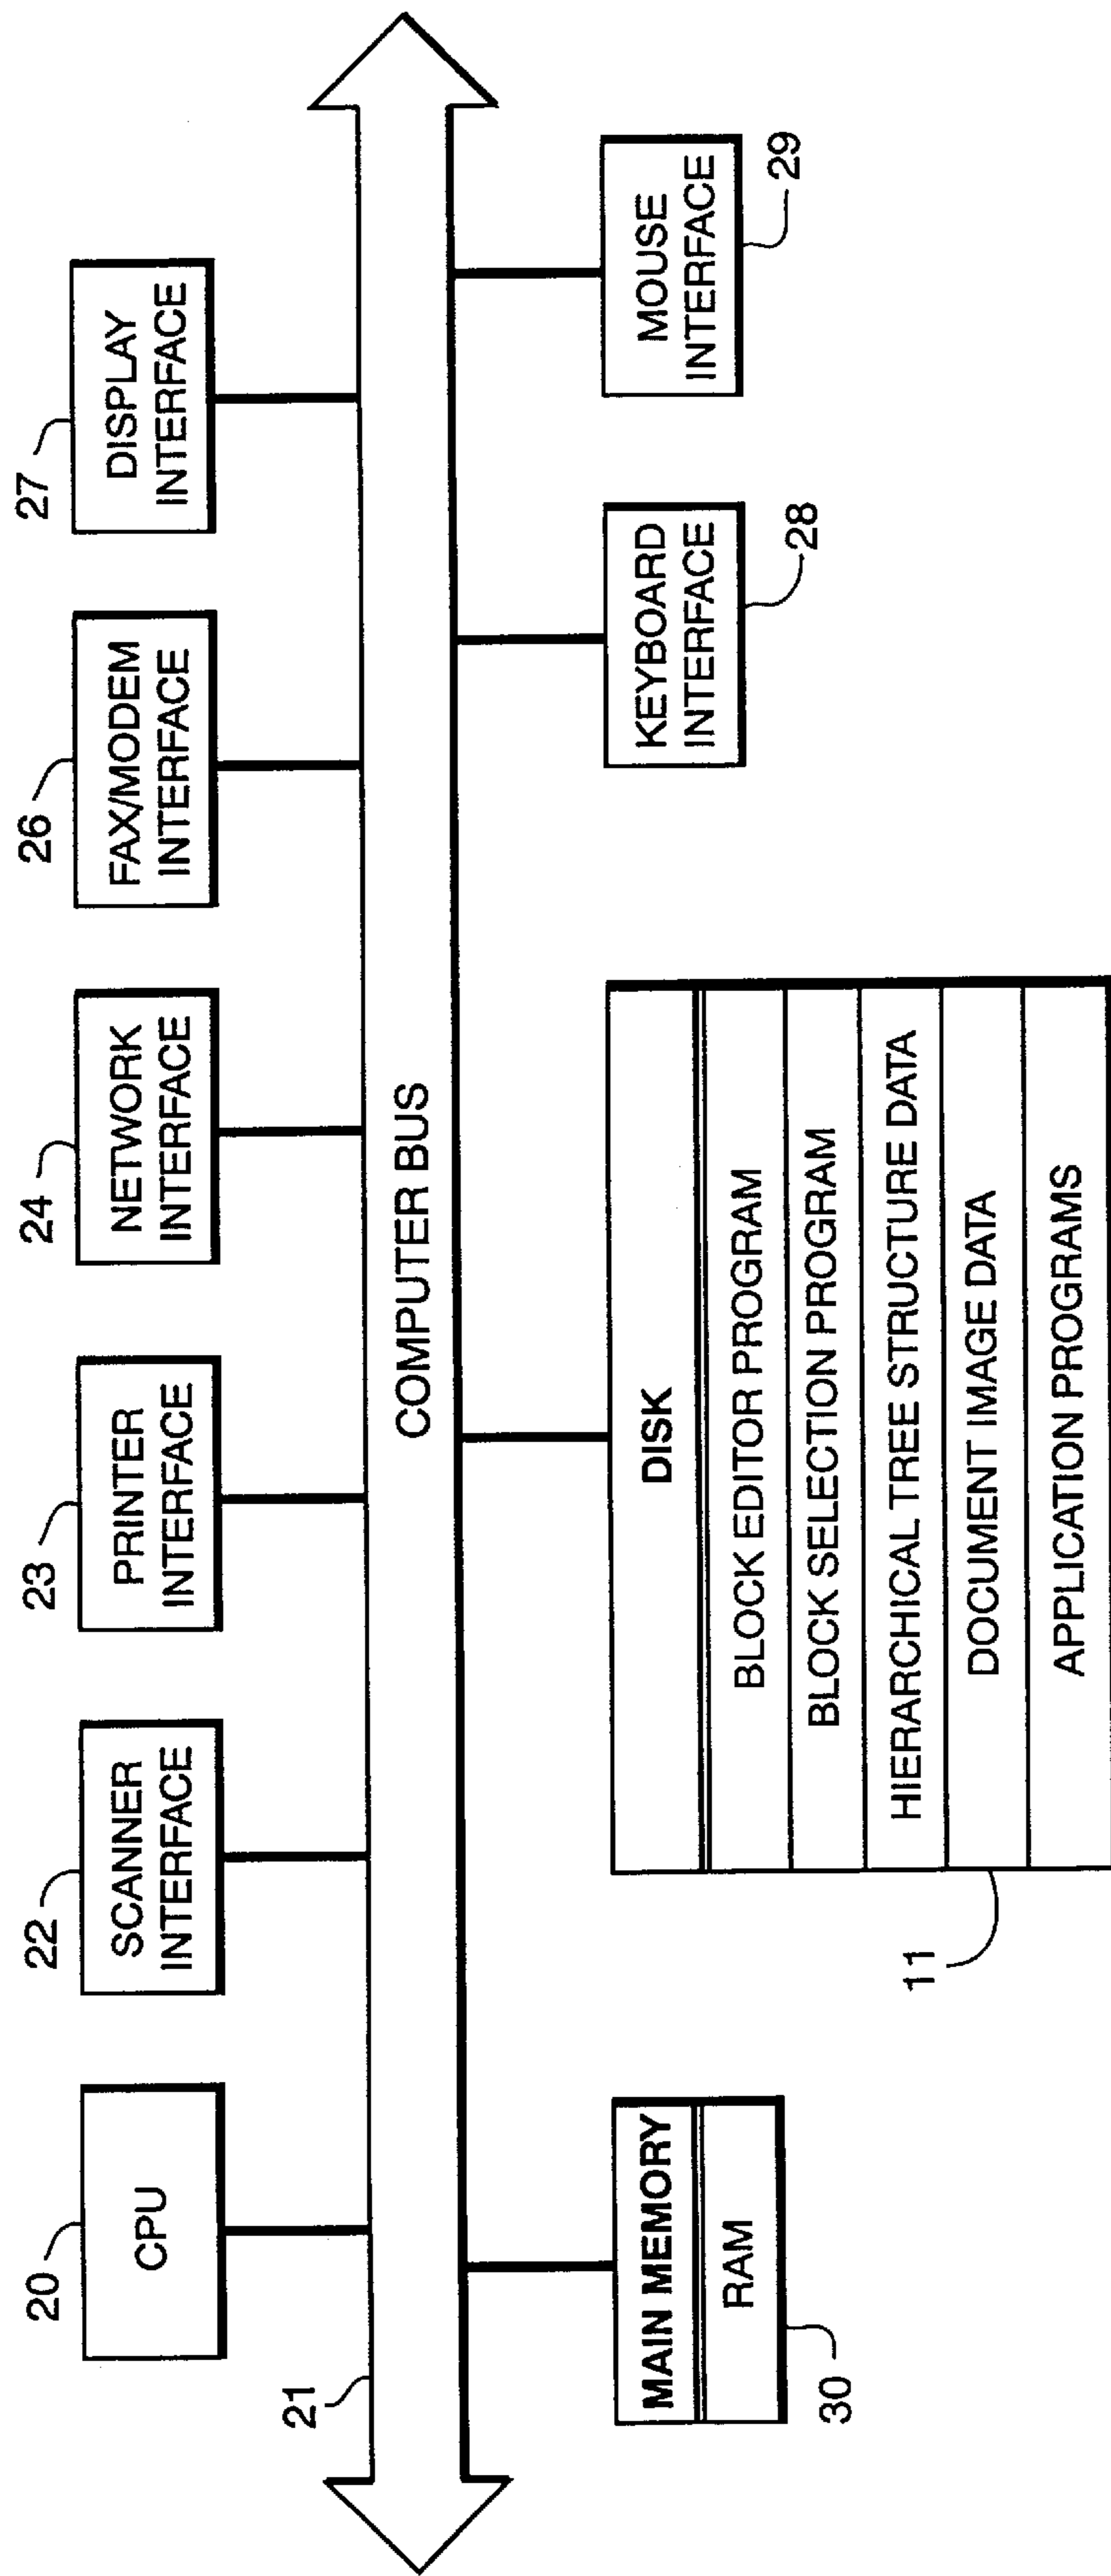 20
CPU
22
SCANNER
INTERFACE
23
PRINTER
INTERFACE
24
NETWORK
INTERFACE
26
FAX/MODEM
INTERFACE
27
DISPLAY
INTERFACE
21
COMPUTER BUS
MAIN MEMORY
RAM
30
DISK
BLOCK EDITOR PROGRAM
BLOCK SELECTION PROGRAM
HIERARCHICAL TREE STRUCTURE DATA
DOCUMENT IMAGE DATA
APPLICATION PROGRAMS
11
KEYBOARD
INTERFACE
28
MOUSE
INTERFACE
29